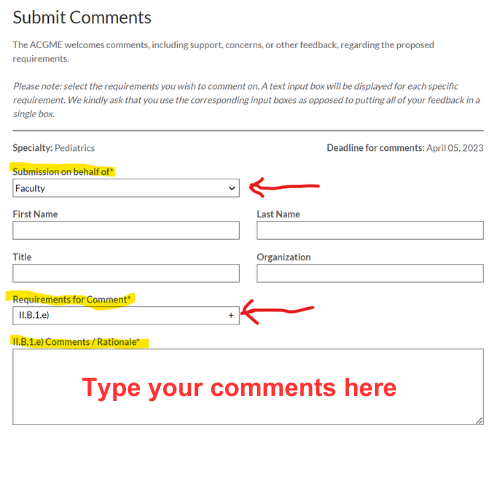 Submit Comments
The ACGME welcomes comments, including support, concerns, or other feedback, regarding the proposed
requirements.
Please note: select the requirements you wish to comment on. A text input box will be displayed for each specific
requirement. We kindly ask that you use the corresponding input boxes as opposed to putting all of your feedback in a
single box.
Specialty: Pediatrics Deadline for comments: April 05, 2023
Submission on behalf of*
Faculty
First Name Last Name
Title Organization
Requirements for Comment*
II.B.1.e) +
II.B.1.e) Comments / Rationale*
Type your comments here